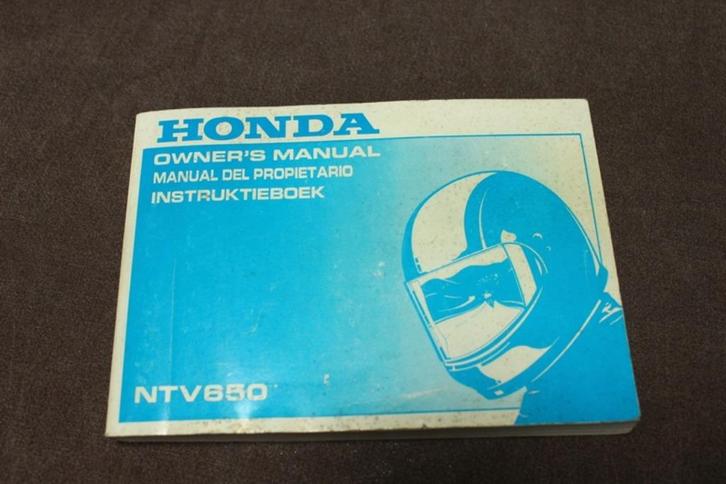 HONDA
OWNER'S MANUAL
MANUAL DEL PROPIETARIO
INSTRUKTIEBOEK
NTV650